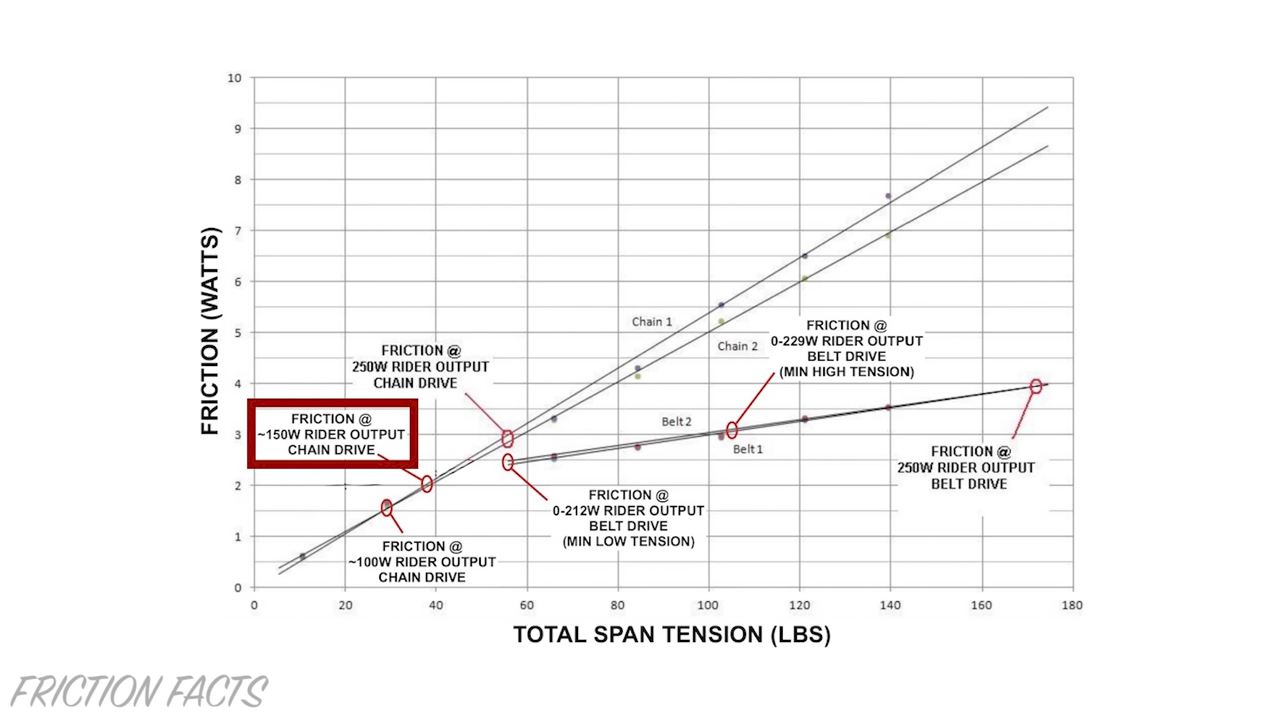 10
9
8
7
6
5
4
3
2
1
0
FRICTION (WATTS)
0 20 40 60 80 100 120 140 160 180
TOTAL SPAN TENSION (LBS)
Chain 1
Chain 2
Belt 2
Belt 1
FRICTION @
250W RIDER OUTPUT
CHAIN DRIVE
FRICTION @
~150W RIDER OUTPUT
CHAIN DRIVE
FRICTION @
~100W RIDER OUTPUT
CHAIN DRIVE
FRICTION @
0-212W RIDER OUTPUT
BELT DRIVE
(MIN LOW TENSION)
FRICTION @
0-229W RIDER OUTPUT
BELT DRIVE
(MIN HIGH TENSION)
FRICTION @
250W RIDER OUTPUT
BELT DRIVE
FRICTION FACTS